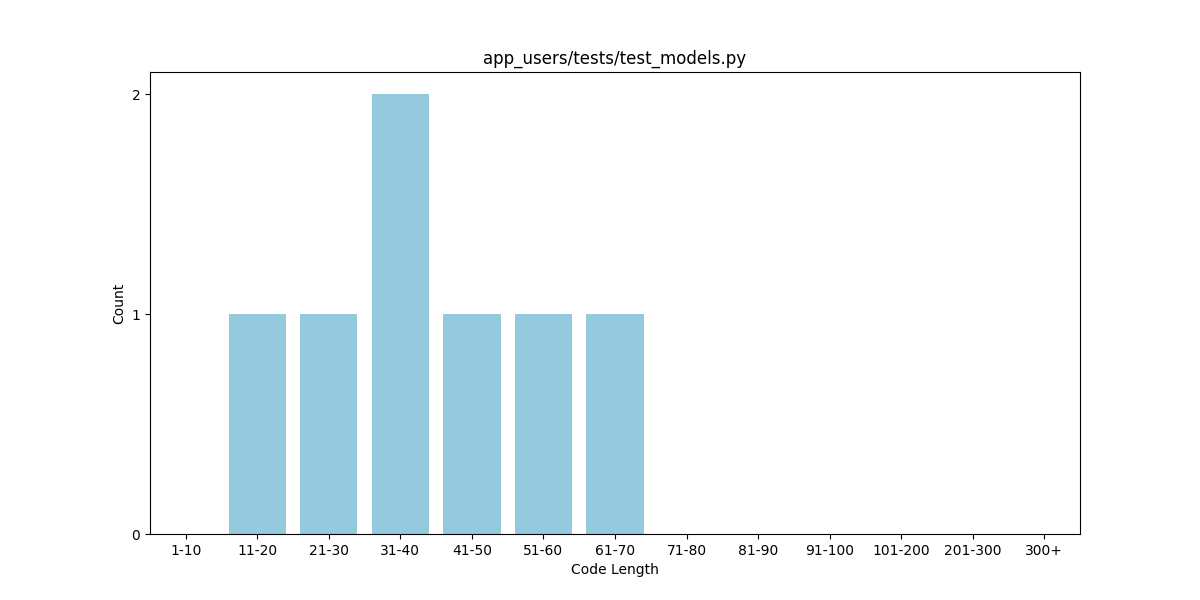 app_users/tests/test_models.py
2
1
0
Count
1-10 11-20 21-30 31-40 41-50 51-60 61-70 71-80 81-90 91-100 101-200 201-300 300+
Code Length